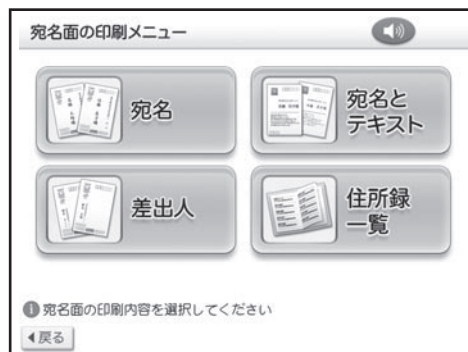 宛名面の印刷メニュー
宛名
宛名と
テキスト
差出人
住所録
一覧
宛名面の印刷内容を選択してください
戻る